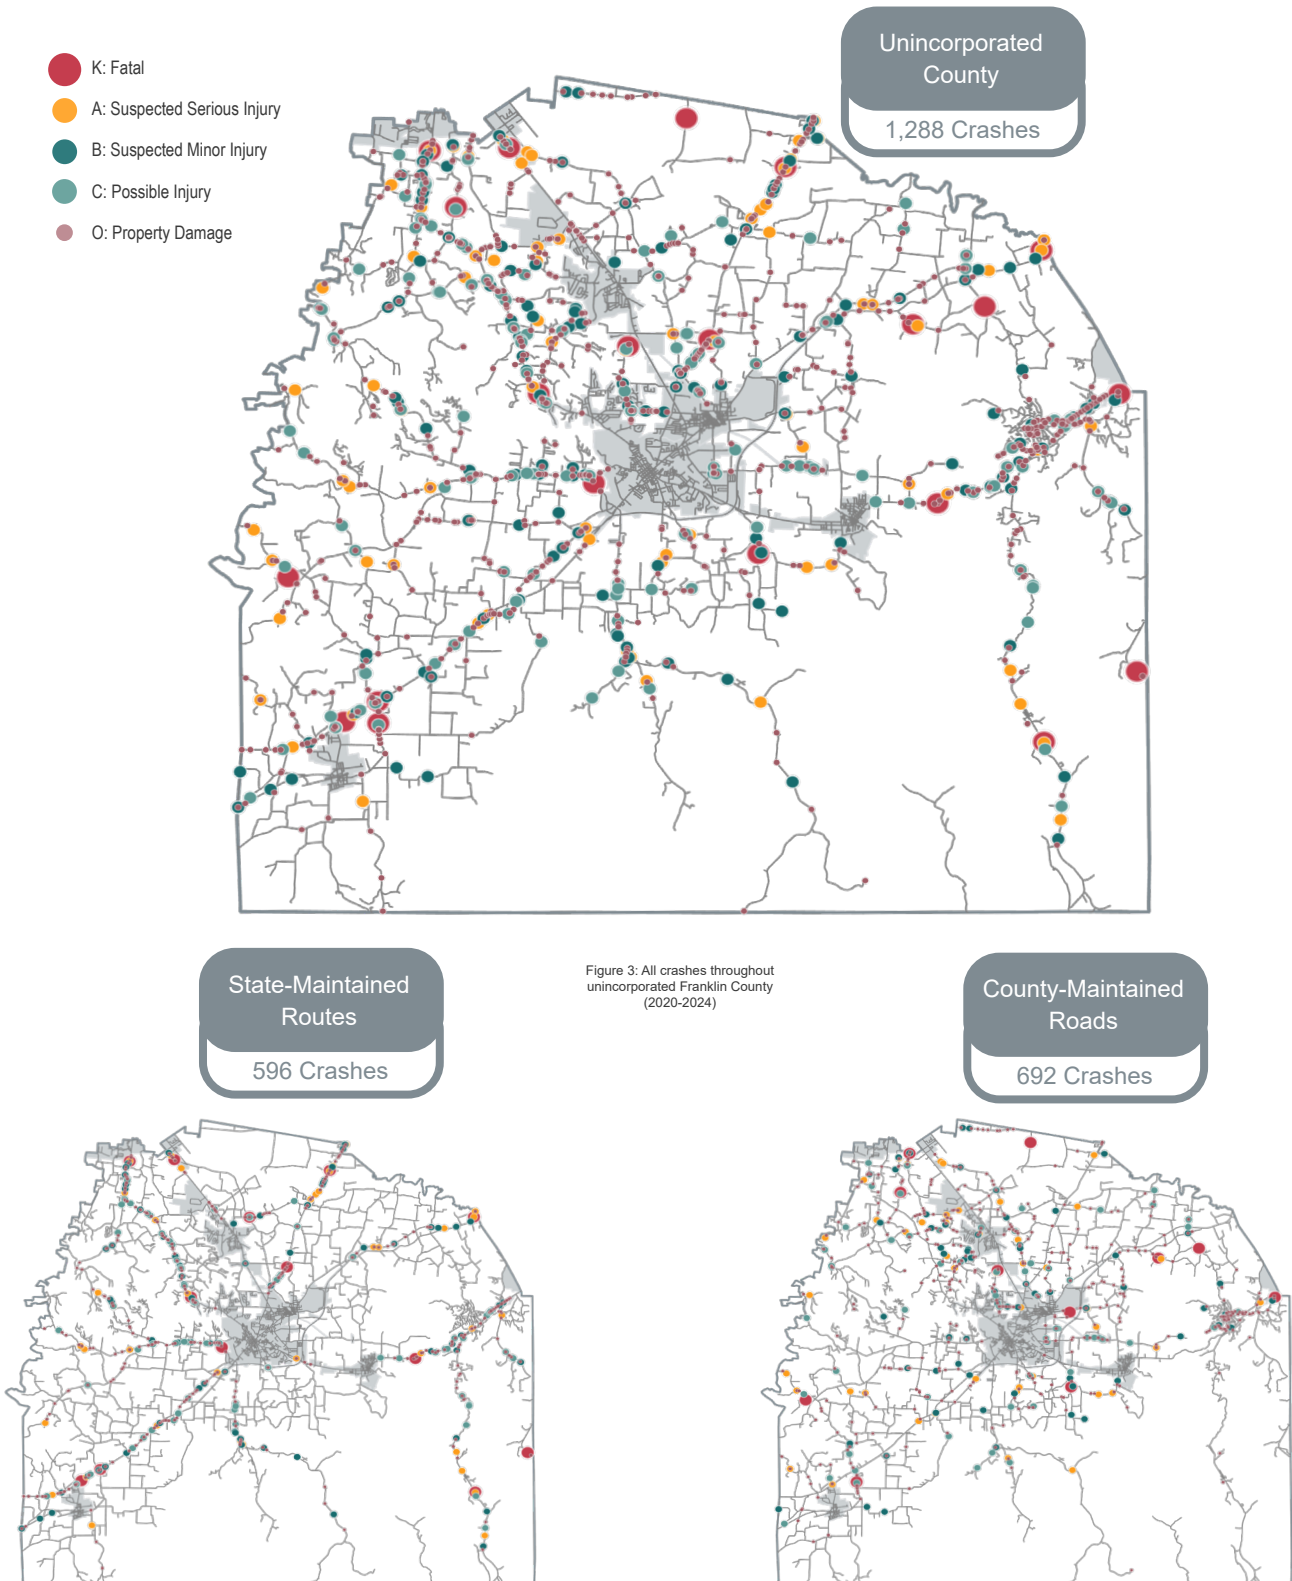 Unincorporated
County
1,288 Crashes
K: Fatal
A: Suspected Serious Injury
B: Suspected Minor Injury
C: Possible Injury
O: Property Damage
State-Maintained
Routes
596 Crashes
Figure 3: All crashes throughout
unincorporated Franklin County
(2020-2024)
County-Maintained
Roads
692 Crashes